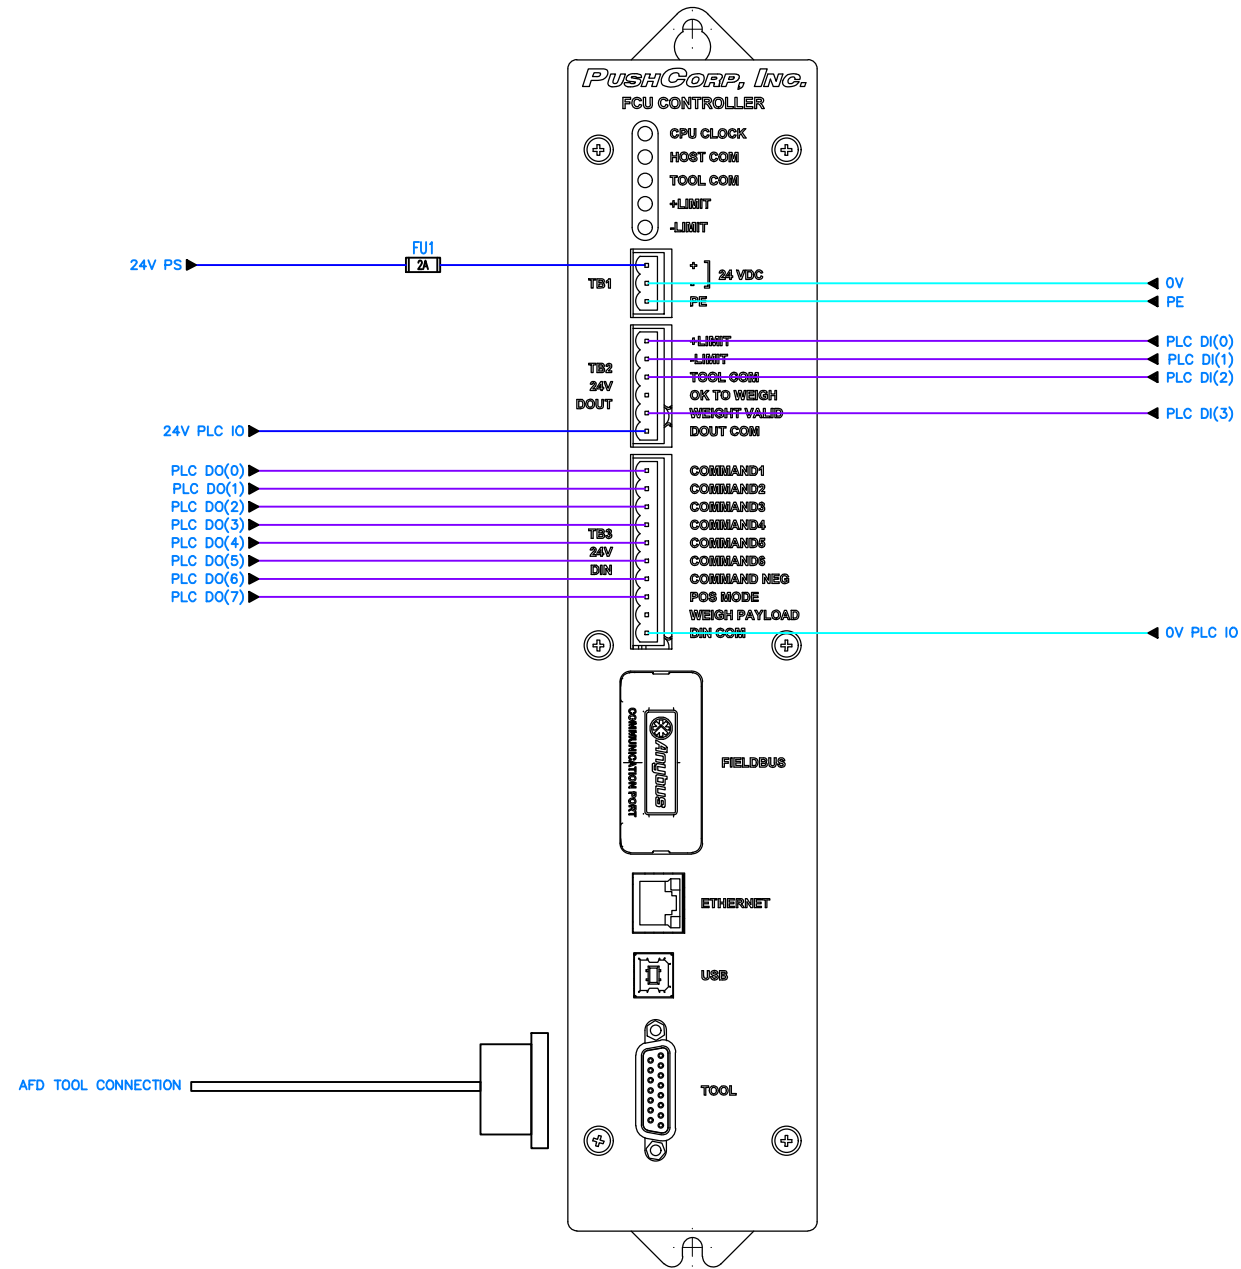 PUSHCORP, INC.
FCU CONTROLLER
CPU CLOCK
HOST COM
TOOL COM
+LIMIT
-LIMIT
24V PS
FU1
2A
TB1
+
-
24 VDC
PE
0V
PE
TB2
24V
DOUT
+LIMIT
-LIMIT
TOOL COM
OK TO WEIGH
WEIGHT VALID
DOUT COM
PLC DI(0)
PLC DI(1)
PLC DI(2)
PLC DI(3)
24V PLC IO
PLC DO(0)
PLC DO(1)
PLC DO(2)
PLC DO(3)
PLC DO(4)
PLC DO(5)
PLC DO(6)
PLC DO(7)
TB3
24V
DIN
COMMAND1
COMMAND2
COMMAND3
COMMAND4
COMMAND5
COMMAND6
COMMAND NEG
POS MODE
WEIGH PAYLOAD
DIN COM
0V PLC IO
COMMUNICATION PORT
Anybus
FIELDBUS
ETHERNET
USB
AFD TOOL CONNECTION
TOOL